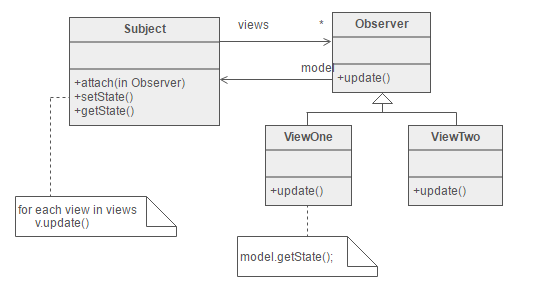 Subject
views
*
Observer
model
+attach(in Observer)
+setState()
+getState()
+update()
ViewOne
+update()
ViewTwo
+update()
for each view in views
v.update()
model.getState();